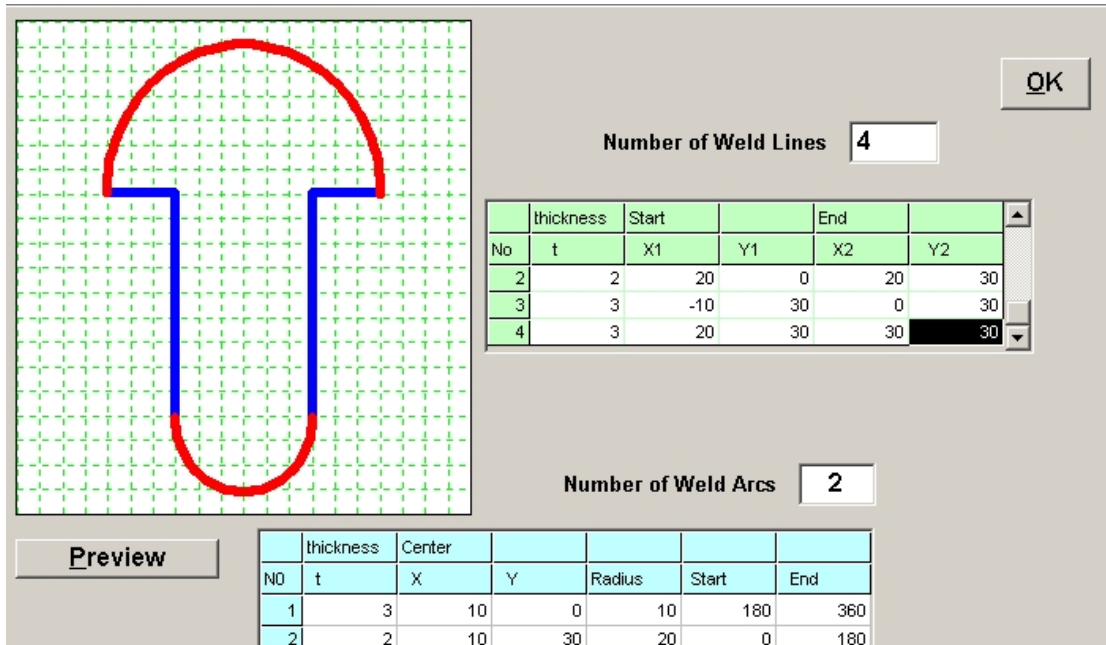 OK
Number of Weld Lines 4
thickness Start End
No t X1 Y1 X2 Y2
2 2 20 0 20 30
3 3 -10 30 0 30
4 3 20 30 30 30
Number of Weld Arcs 2
Preview
thickness Center
N0 t X Y Radius Start End
1 3 10 0 10 180 360
2 2 10 30 20 0 180